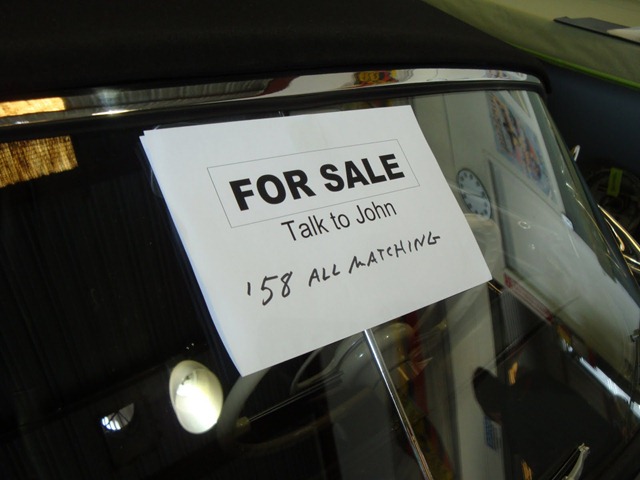 FOR SALE
Talk to John
'58 ALL MATCHING